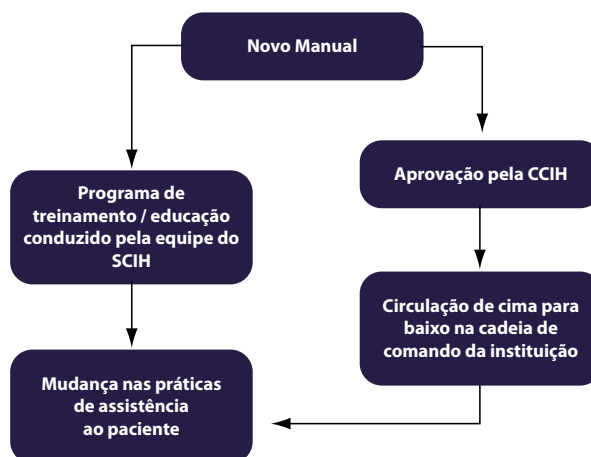 Novo Manual
Programa de
treinamento / educação
conduzido pela equipe do
SCIH
Mudança nas práticas
de assistência
ao paciente
Aprovação pela CCIH
Circulação de cima para
baixo na cadeia de
comando da instituição